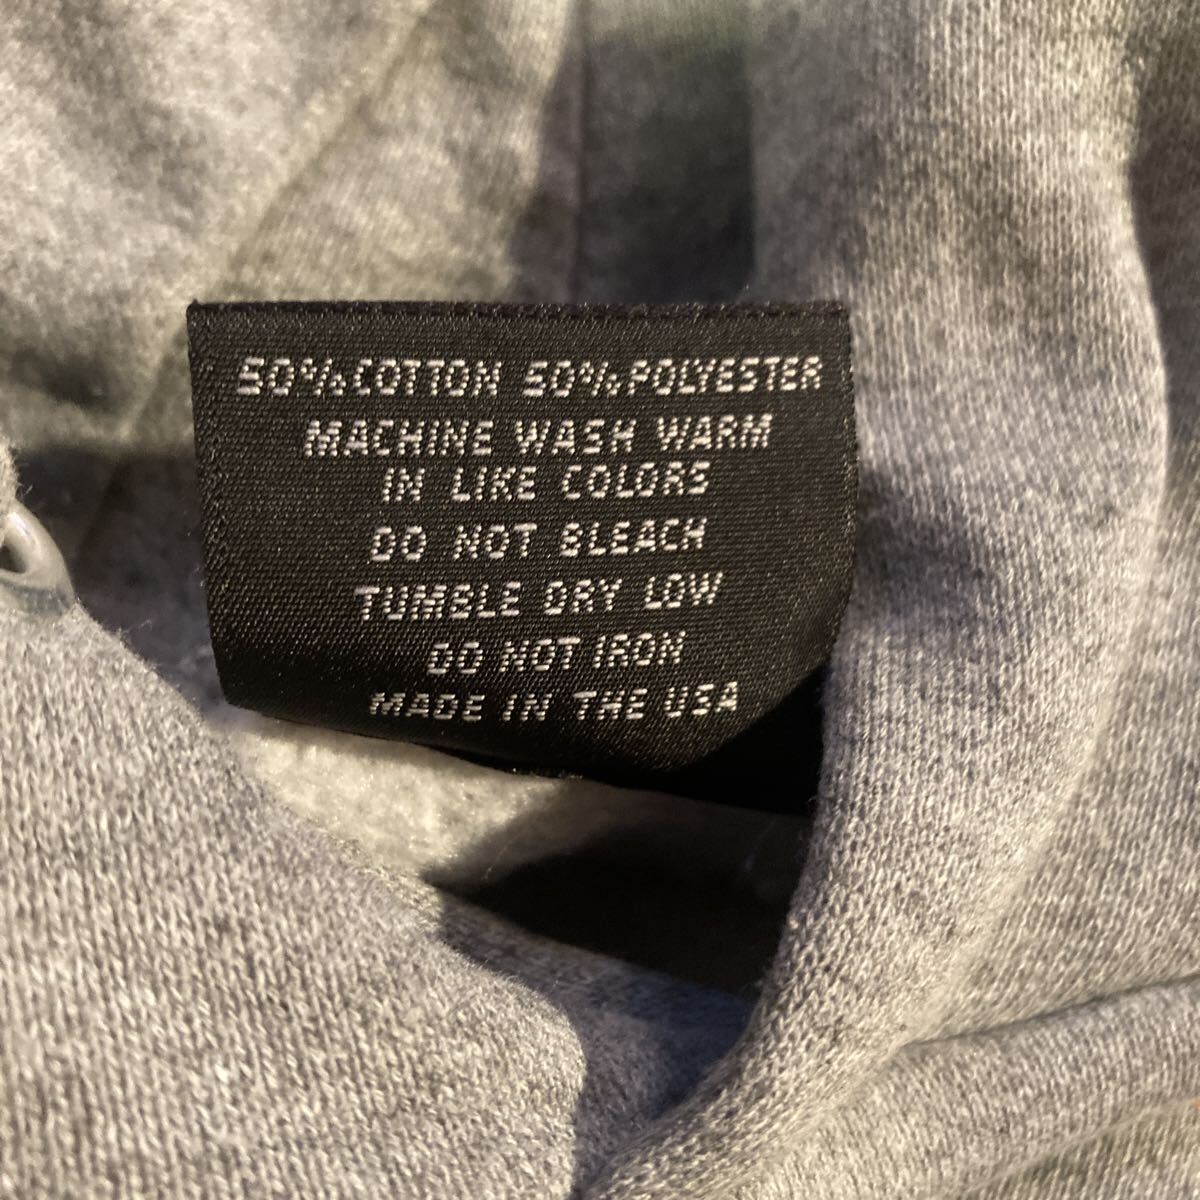 50% COTTON 50% POLYESTER
MACHINE WASH WARM
IN LIKE COLORS
DO NOT BLEACH
TUMBLE DRY LOW
DO NOT IRON
MADE IN THE USA